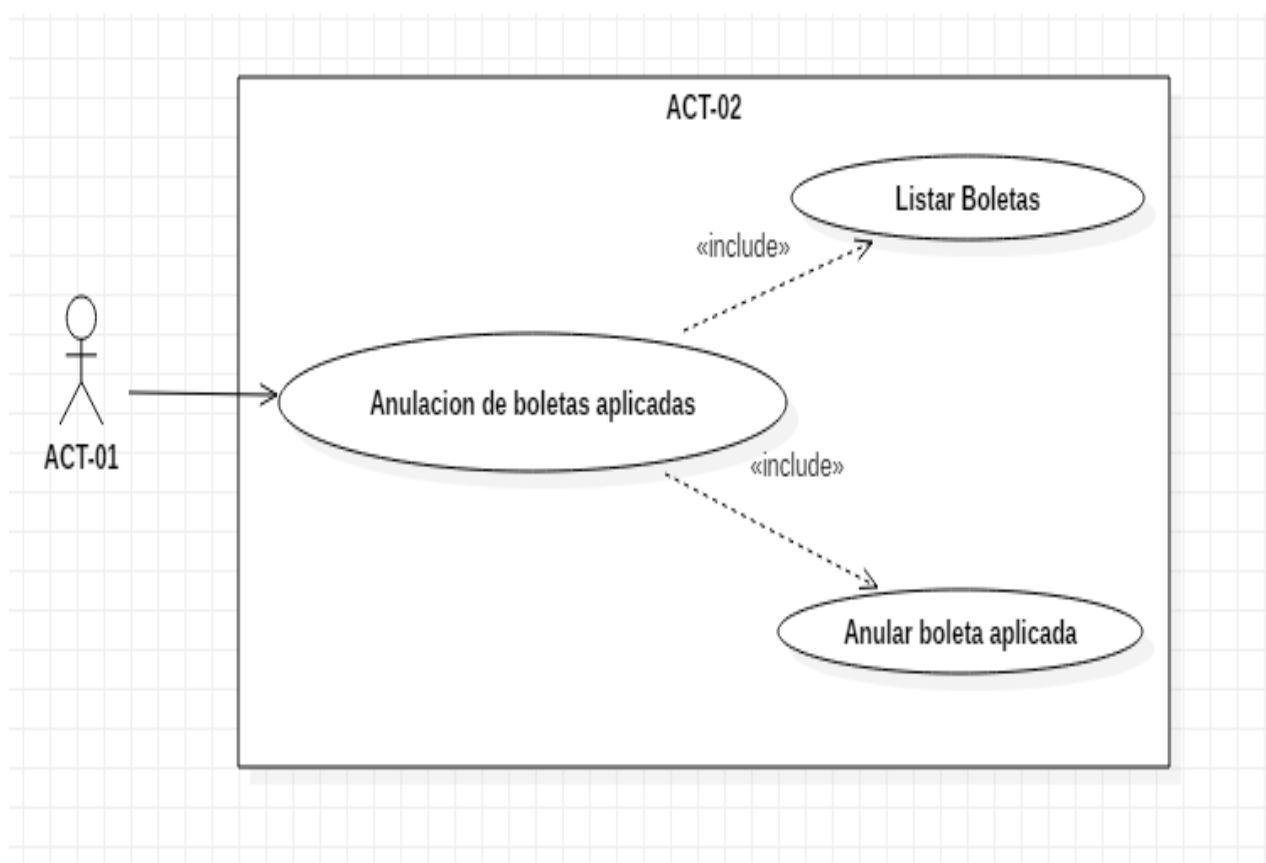 ACT-02
Listar Boletas
«include»
Anulacion de boletas aplicadas
ACT-01
«include»
Anular boleta aplicada